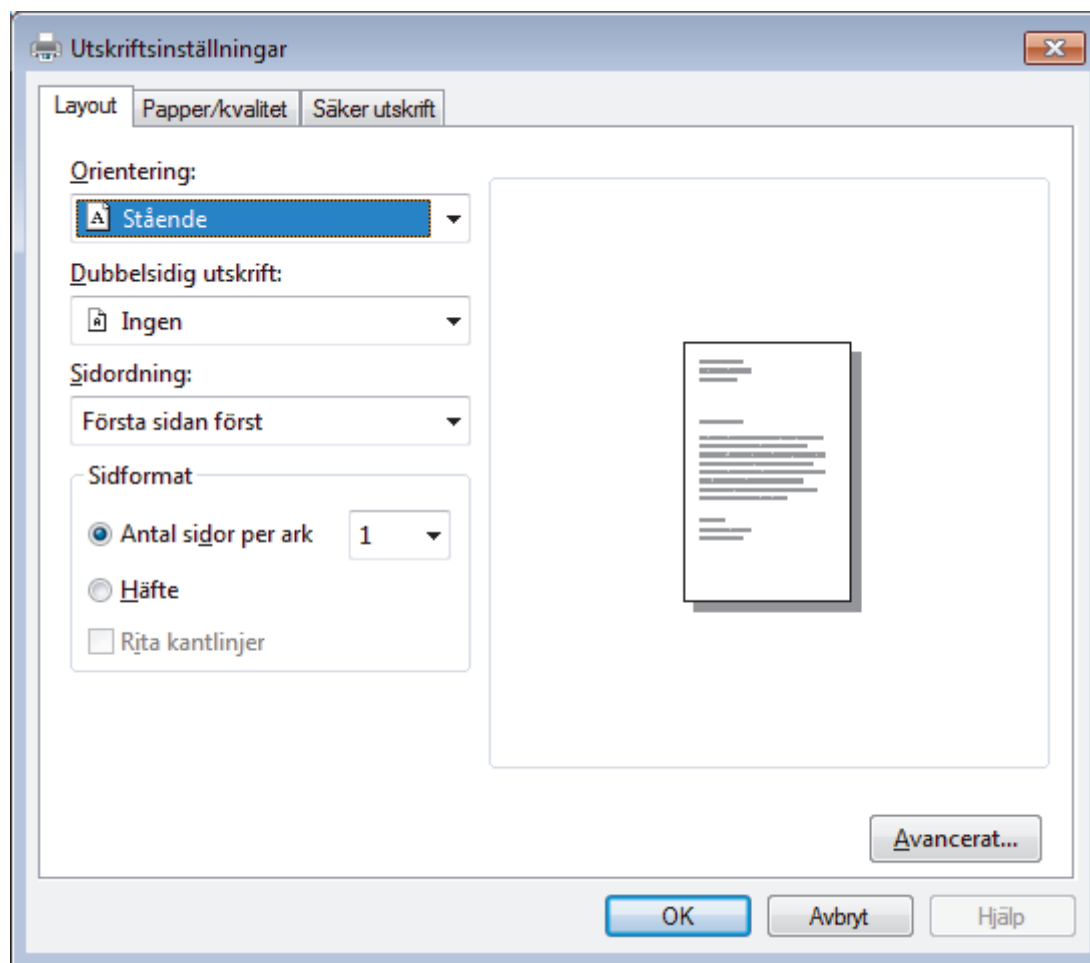 Utskriftsinställningar
Layout Papper/kvalitet Säker utskrift
Orientering:
A Stående
Dubbelsidig utskrift:
A Ingen
Sidordning:
Första sidan först
Sidformat
Antal sidor per ark 1
Häfte
Rita kantlinjer
Avancerat...
OK Avbryt Hjälp